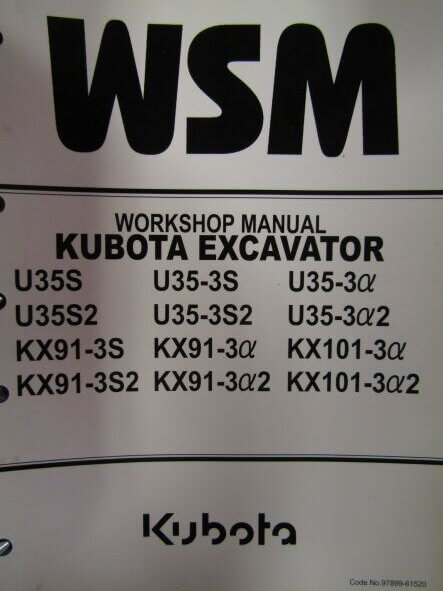 WSM
WORKSHOP MANUAL
KUBOTA EXCAVATOR
U35S U35-3S U35-3α
U35S2 U35-3S2 U35-3α2
KX91-3S KX91-3α KX101-3α
KX91-3S2 KX91-3α2 KX101-3α2
Kubota
Code No.97899-61520